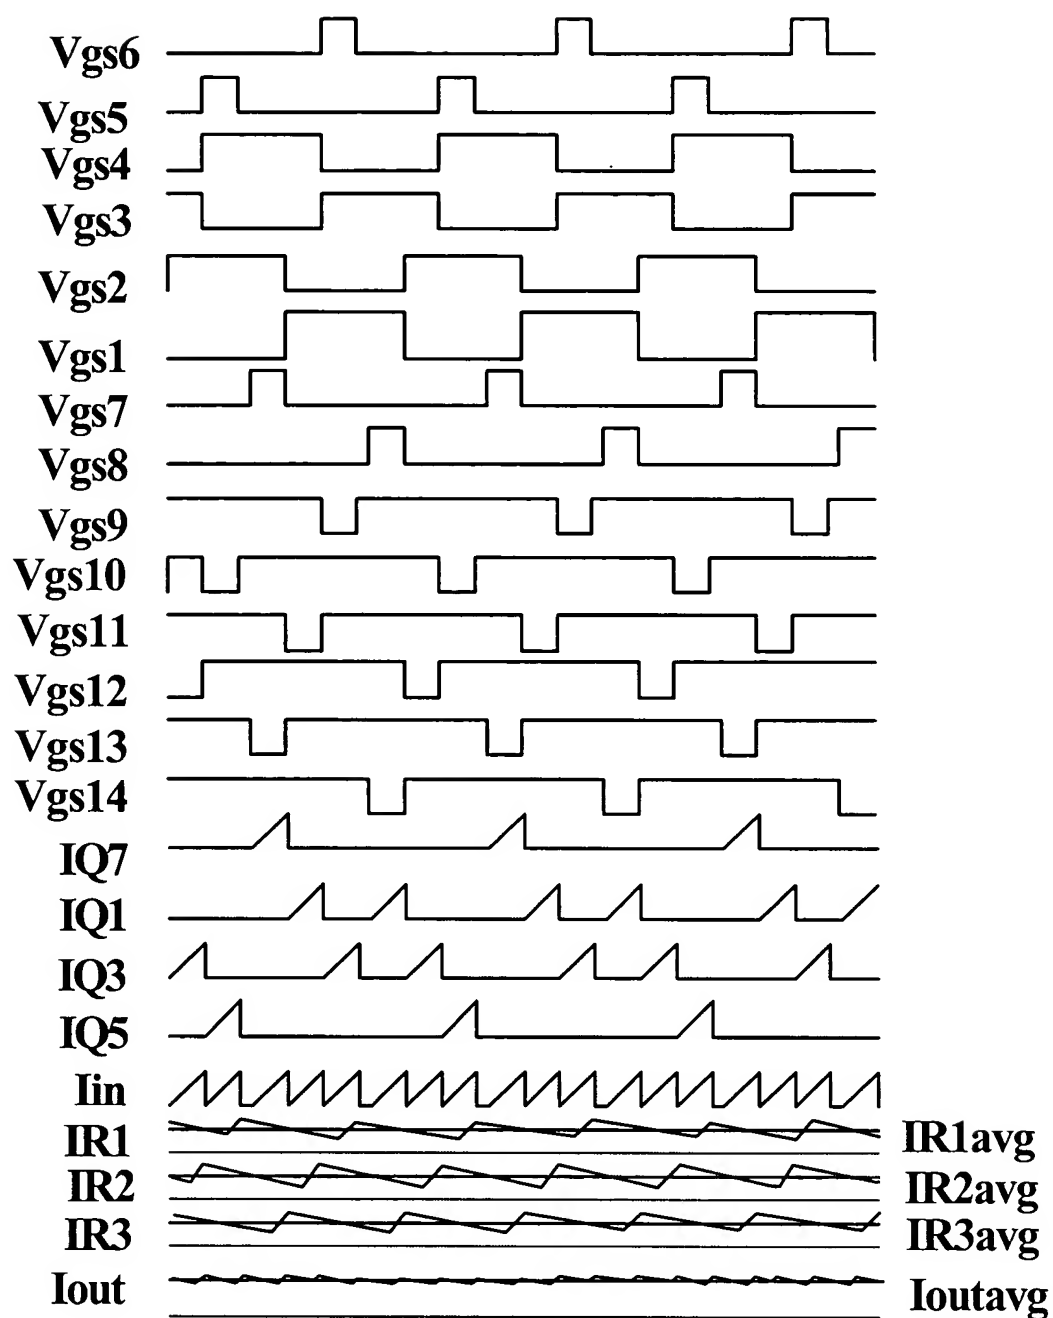 Vgs6
Vgs5
Vgs4
Vgs3
Vgs2
Vgs1
Vgs7
Vgs8
Vgs9
Vgs10
Vgs11
Vgs12
Vgs13
Vgs14
IQ7
IQ1
IQ3
IQ5
Iin
IR1 IR1avg
IR2 IR2avg
IR3 IR3avg
Iout Ioutavg